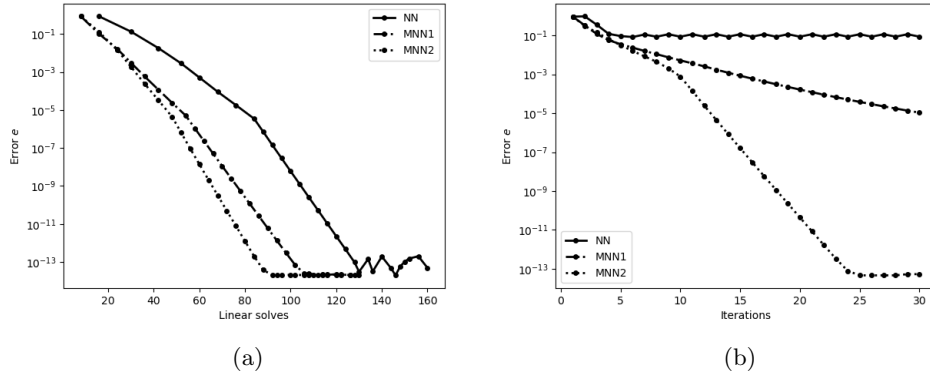 NN
MNN1
MNN2
10⁻¹
10⁻³
10⁻⁵
10⁻⁷
10⁻⁹
10⁻¹¹
10⁻¹³
Error e
20 40 60 80 100 120 140 160
Linear solves
(a)
10⁻¹
10⁻³
10⁻⁵
10⁻⁷
10⁻⁹
10⁻¹¹
10⁻¹³
Error e
NN
MNN1
MNN2
0 5 10 15 20 25 30
Iterations
(b)